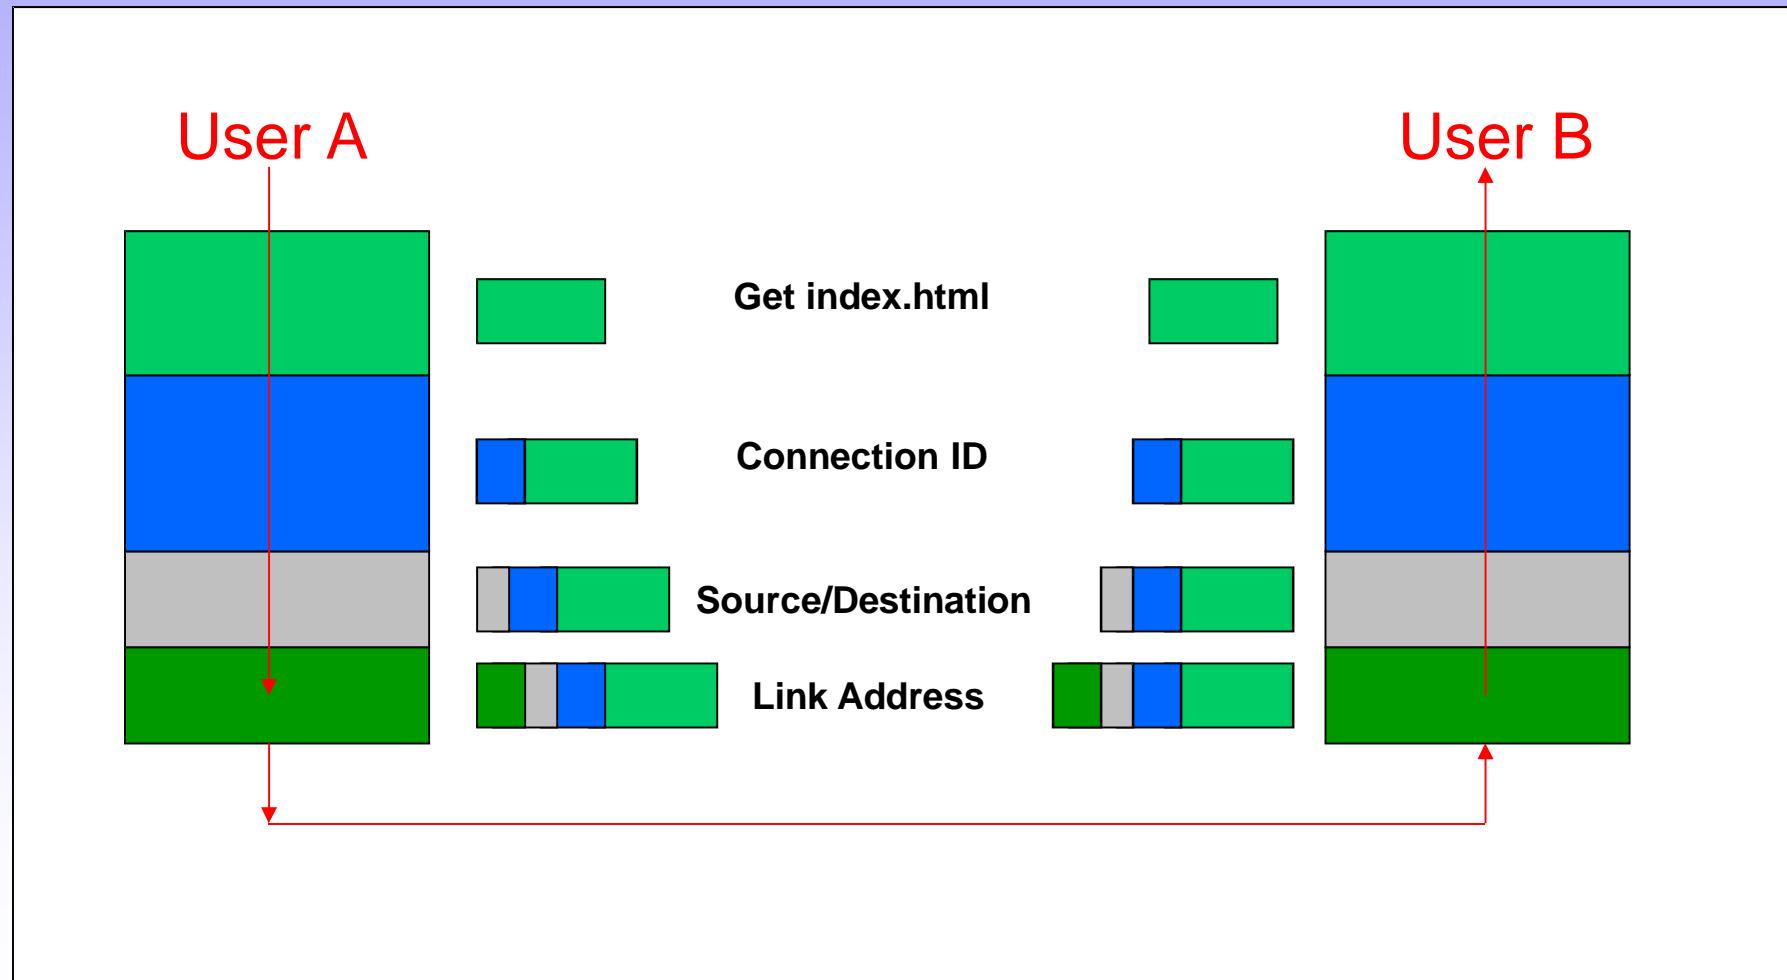 User A
User B
Get index.html
Connection ID
Source/Destination
Link Address